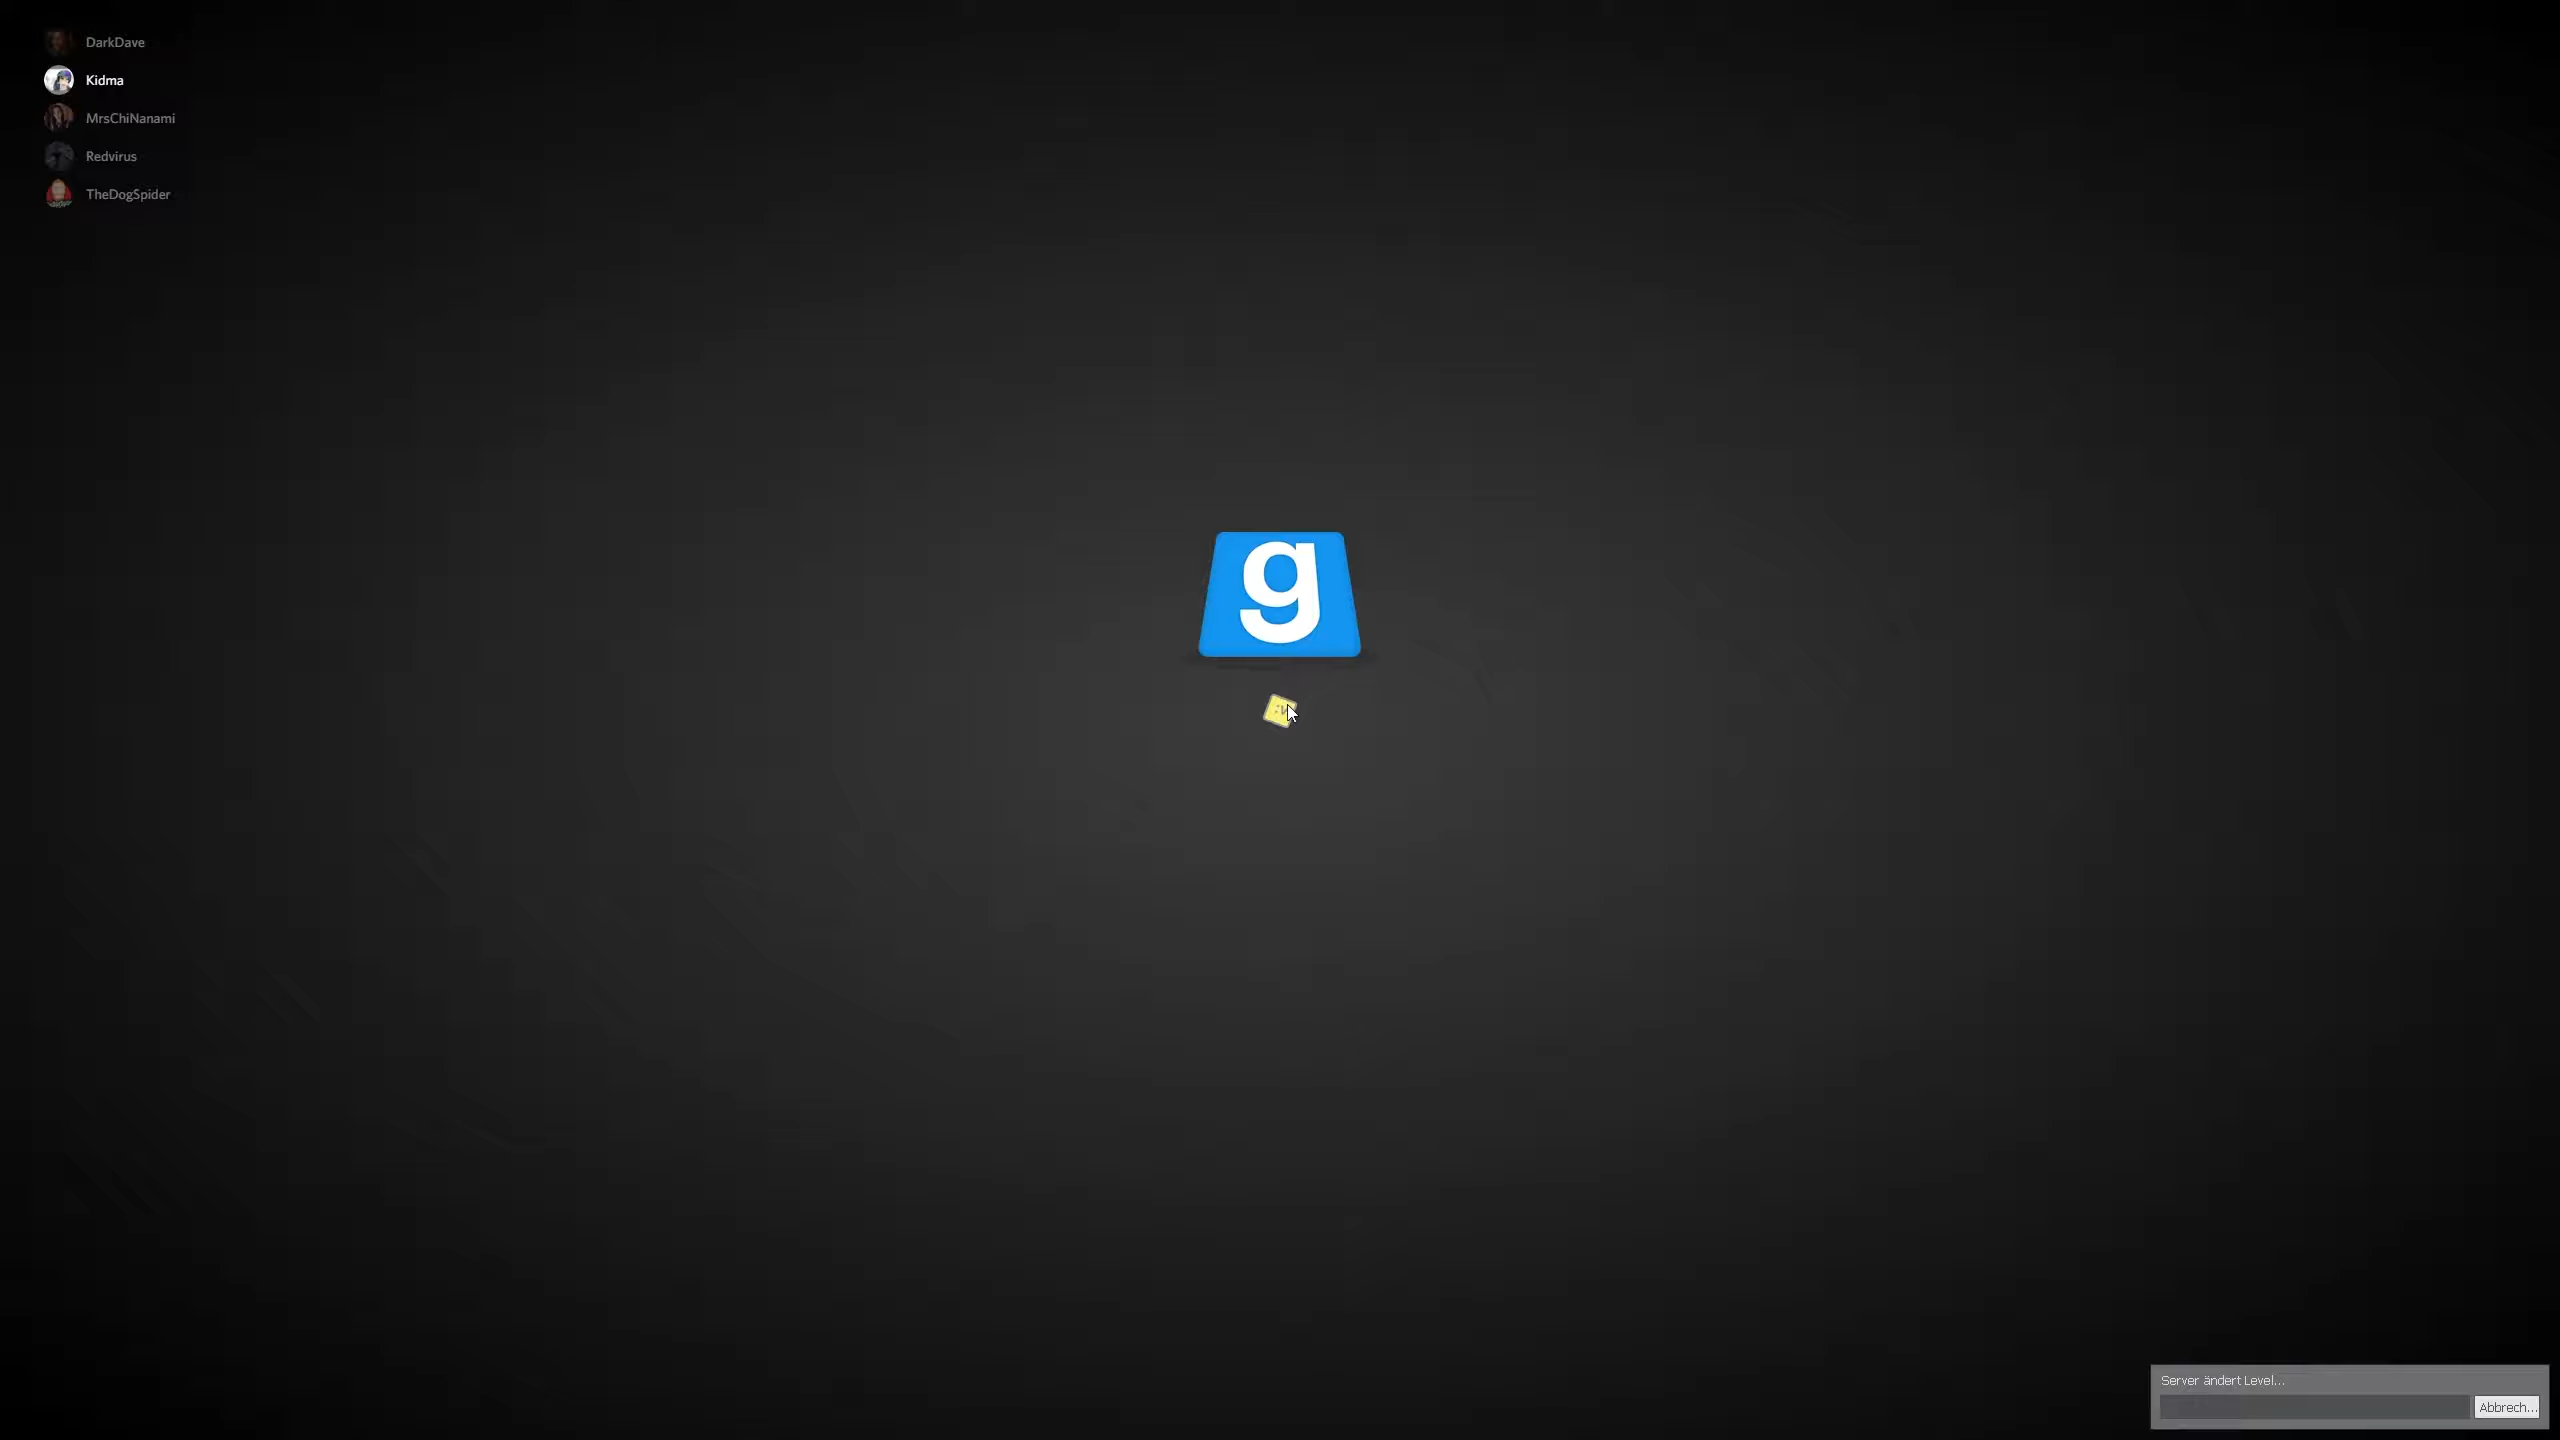 DarkDave
Kidma
MrsChiNanami
Redvirus
TheDogSpider
g
Server ändert Level...
Abbrech...